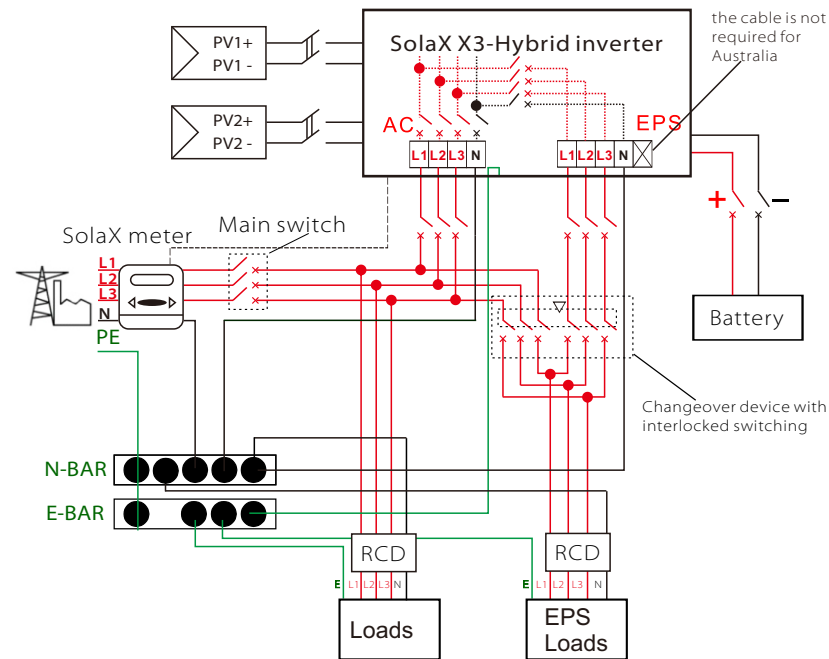 the cable is not
required for
Australia
PV1+
PV1 -
SolaX X3-Hybrid inverter
PV2+
PV2 -
AC
EPS
L1 L2 L3 N
L1 L2 L3 N
+ −
Main switch
SolaX meter
L1
L2
L3
N
PE
Battery
Changeover device with
interlocked switching
N-BAR
E-BAR
RCD
RCD
E L1 L2 L3 N
E L1 L2 L3 N
Loads
EPS
Loads